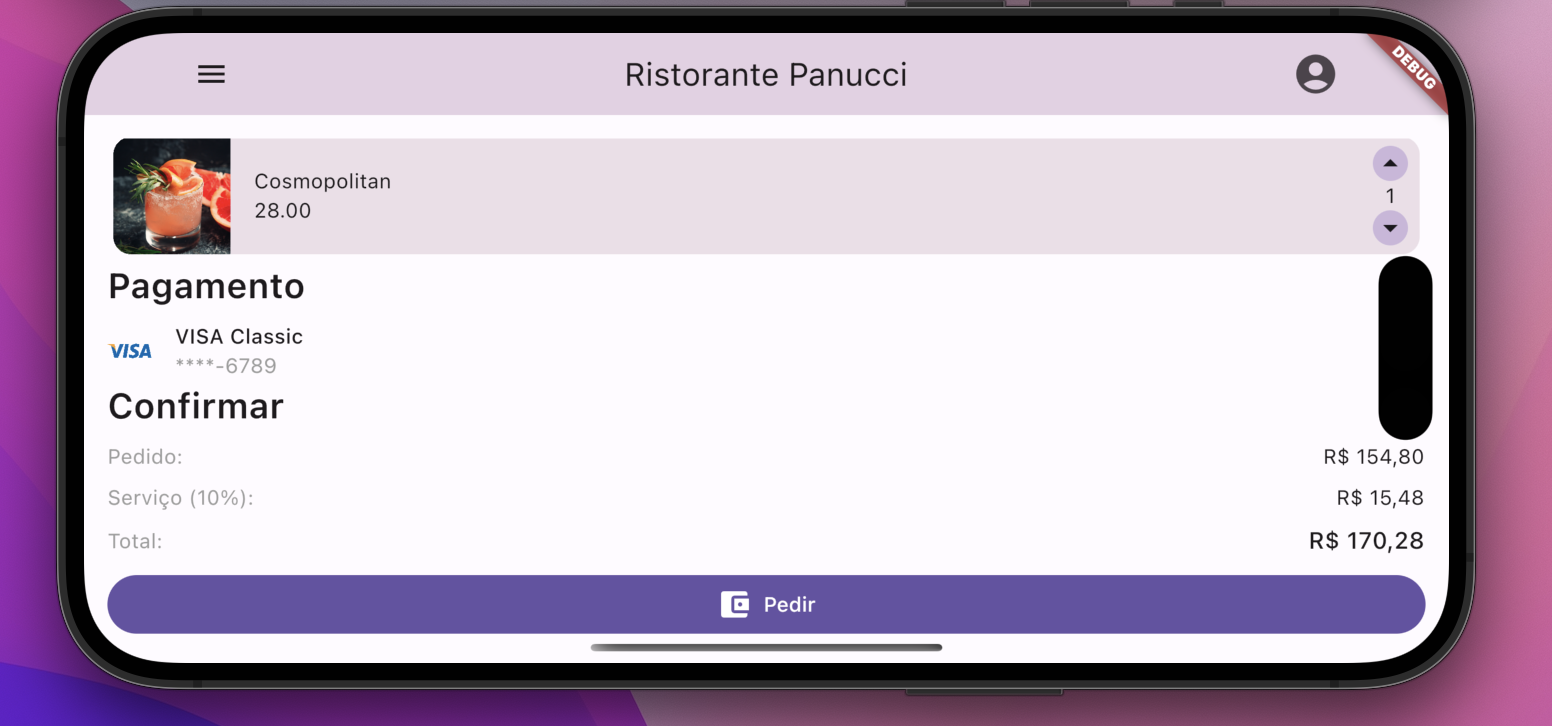 Ristorante Panucci
DEBUG
Cosmopolitan
28.00
1
Pagamento
VISA
VISA Classic
****-6789
Confirmar
Pedido: R$ 154,80
Serviço (10%): R$ 15,48
Total: R$ 170,28
Pedir